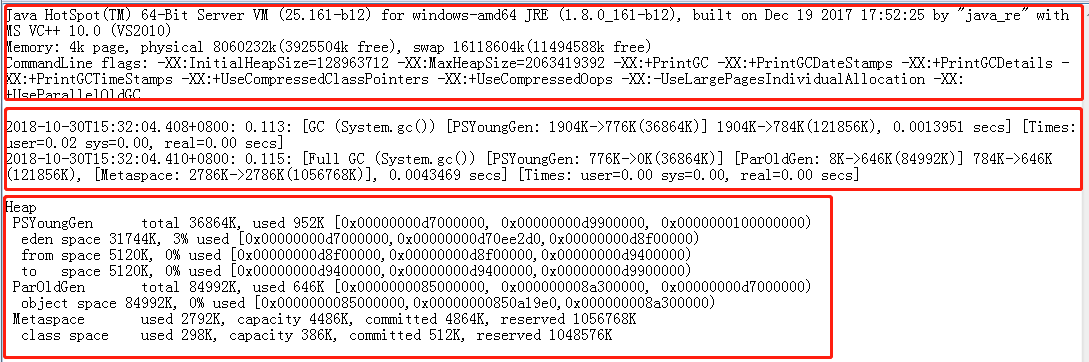 Java HotSpot(TM) 64-Bit Server VM (25.161-b12) for windows-amd64 JRE (1.8.0_161-b12), built on Dec 19 2017 17:52:25 by "java_re" with
MS VC++ 10.0 (VS2010)
Memory: 4k page, physical 8060232k(3925504k free), swap 16118604k(11494588k free)
CommandLine flags: -XX:InitialHeapSize=128963712 -XX:MaxHeapSize=2063419392 -XX:+PrintGC -XX:+PrintGCDateStamps -XX:+PrintGCDetails -
XX:+PrintGCTimeStamps -XX:+UseCompressedClassPointers -XX:+UseCompressedOops -XX:-UseLargePagesIndividualAllocation -XX:
+UseParallelOldGC
2018-10-30T15:32:04.408+0800: 0.113: [GC (System.gc()) [PSYoungGen: 1904K->776K(36864K)] 1904K->784K(121856K), 0.0013951 secs] [Times:
user=0.02 sys=0.00, real=0.00 secs]
2018-10-30T15:32:04.410+0800: 0.115: [Full GC (System.gc()) [PSYoungGen: 776K->0K(36864K)] [ParOldGen: 8K->646K(84992K)] 784K->646K
(121856K), [Metaspace: 2786K->2786K(1056768K)], 0.0043469 secs] [Times: user=0.00 sys=0.00, real=0.00 secs]
Heap
PSYoungGen total 36864K, used 952K [0x00000000d7000000, 0x00000000d9900000, 0x0000000100000000)
eden space 31744K, 3% used [0x00000000d7000000,0x00000000d70ee2d0,0x00000000d8f00000)
from space 5120K, 0% used [0x00000000d8f00000,0x00000000d8f00000,0x00000000d9400000)
to space 5120K, 0% used [0x00000000d9400000,0x00000000d9400000,0x00000000d9900000)
ParOldGen total 84992K, used 646K [0x0000000085000000, 0x000000008a300000, 0x00000000d7000000)
object space 84992K, 0% used [0x0000000085000000,0x00000000850a19e0,0x000000008a300000)
Metaspace used 2792K, capacity 4486K, committed 4864K, reserved 1056768K
class space used 298K, capacity 386K, committed 512K, reserved 1048576K